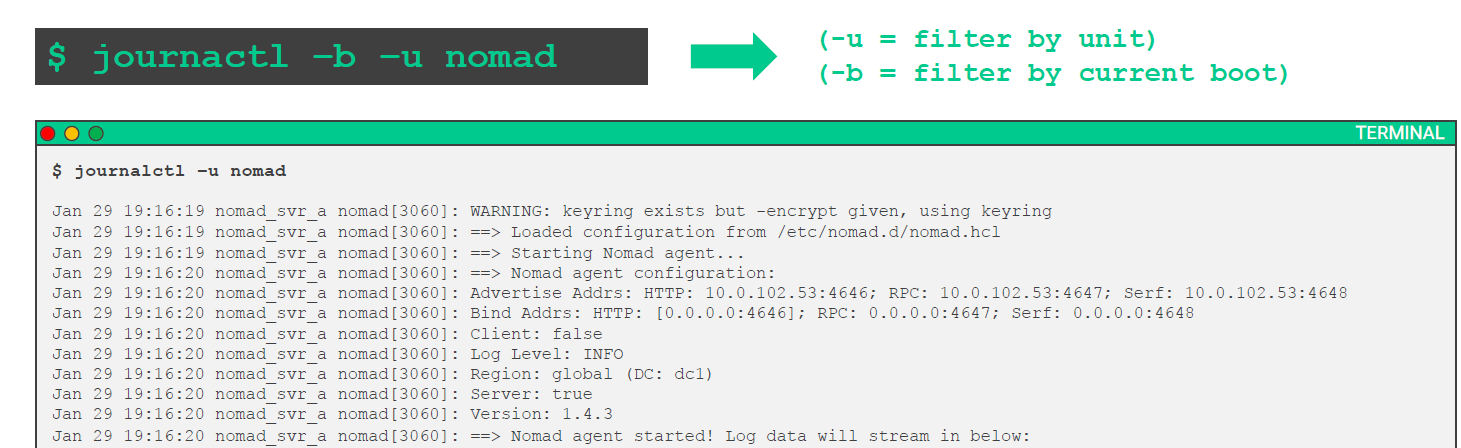 $ journactl –b –u nomad
(-u = filter by unit)
(-b = filter by current boot)
TERMINAL
$ journalctl –u nomad
Jan 29 19:16:19 nomad_svr_a nomad[3060]: WARNING: keyring exists but -encrypt given, using keyring
Jan 29 19:16:19 nomad_svr_a nomad[3060]: ==> Loaded configuration from /etc/nomad.d/nomad.hcl
Jan 29 19:16:19 nomad_svr_a nomad[3060]: ==> Starting Nomad agent...
Jan 29 19:16:20 nomad_svr_a nomad[3060]: ==> Nomad agent configuration:
Jan 29 19:16:20 nomad_svr_a nomad[3060]: Advertise Addrs: HTTP: 10.0.102.53:4646; RPC: 10.0.102.53:4647; Serf: 10.0.102.53:4648
Jan 29 19:16:20 nomad_svr_a nomad[3060]: Bind Addrs: HTTP: [0.0.0.0:4646]; RPC: 0.0.0.0:4647; Serf: 0.0.0.0:4648
Jan 29 19:16:20 nomad_svr_a nomad[3060]: Client: false
Jan 29 19:16:20 nomad_svr_a nomad[3060]: Log Level: INFO
Jan 29 19:16:20 nomad_svr_a nomad[3060]: Region: global (DC: dc1)
Jan 29 19:16:20 nomad_svr_a nomad[3060]: Server: true
Jan 29 19:16:20 nomad_svr_a nomad[3060]: Version: 1.4.3
Jan 29 19:16:20 nomad_svr_a nomad[3060]: ==> Nomad agent started! Log data will stream in below: